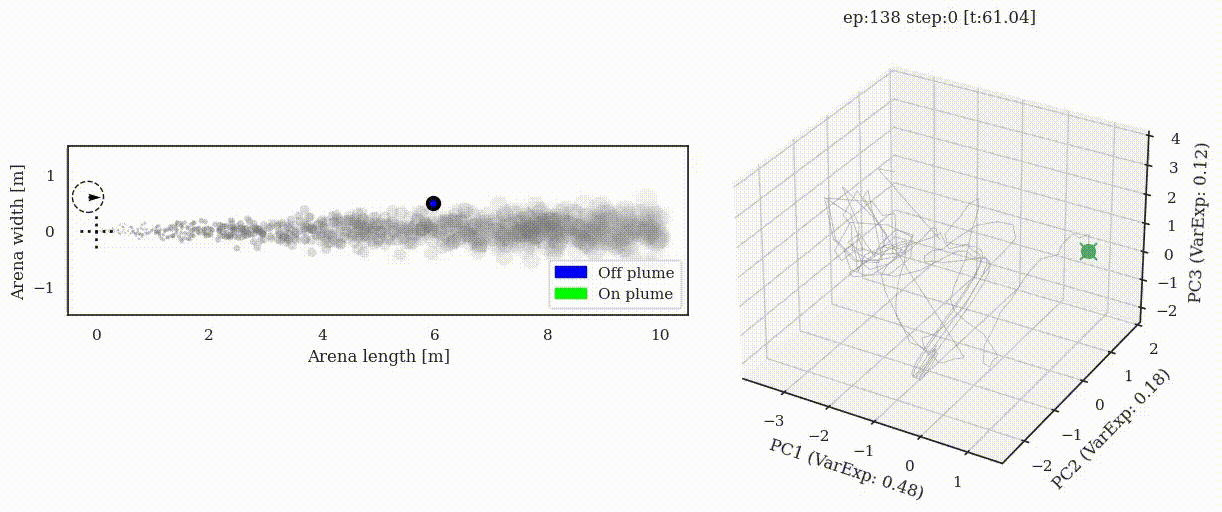 ep:138 step:0 [t:61.04]
Arena width [m]
1
0
−1
Off plume
On plume
0 2 4 6 8 10
Arena length [m]
4
3
2
1
0
−1
−2
PC3 (VarExp: 0.12)
2
1
0
−1
−2
PC2 (VarExp: 0.18)
−3
−2
−1
0
1
PC1 (VarExp: 0.48)